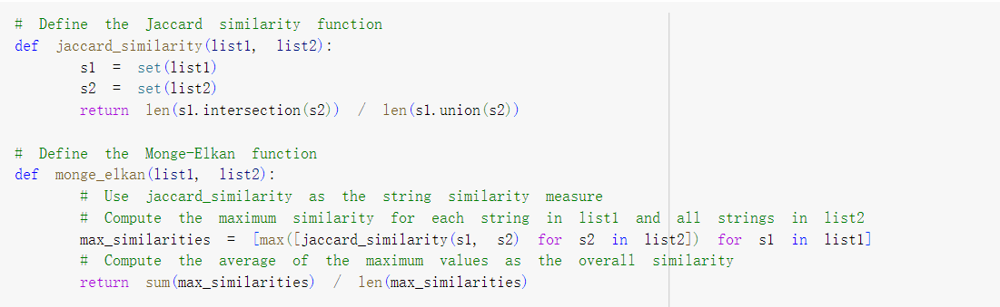 # Define the Jaccard similarity function
def jaccard_similarity(list1, list2):
s1 = set(list1)
s2 = set(list2)
return len(s1.intersection(s2)) / len(s1.union(s2))
# Define the Monge-Elkan function
def monge_elkan(list1, list2):
# Use jaccard_similarity as the string similarity measure
# Compute the maximum similarity for each string in list1 and all strings in list2
max_similarities = [max([jaccard_similarity(s1, s2) for s2 in list2]) for s1 in list1]
# Compute the average of the maximum values as the overall similarity
return sum(max_similarities) / len(max_similarities)